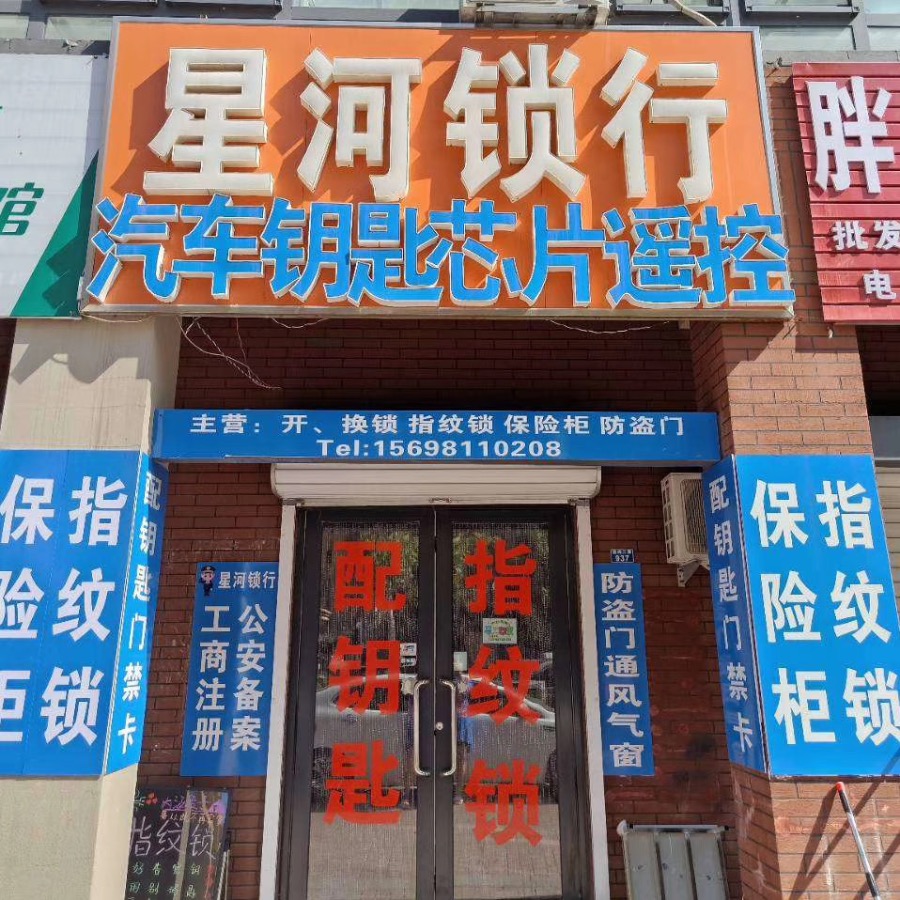 星河锁行
汽车钥匙芯片遥控
馆
胖
批发
电
主营：开、换锁 指纹锁 保险柜 防盗门
Tel:15698110208
指纹锁
保险柜
配钥匙门禁卡
星河锁行
公安备案
工商注册
配钥匙
指纹锁
937
防盗门通风气窗
配钥匙门禁卡
指纹锁
保险柜
指纹锁